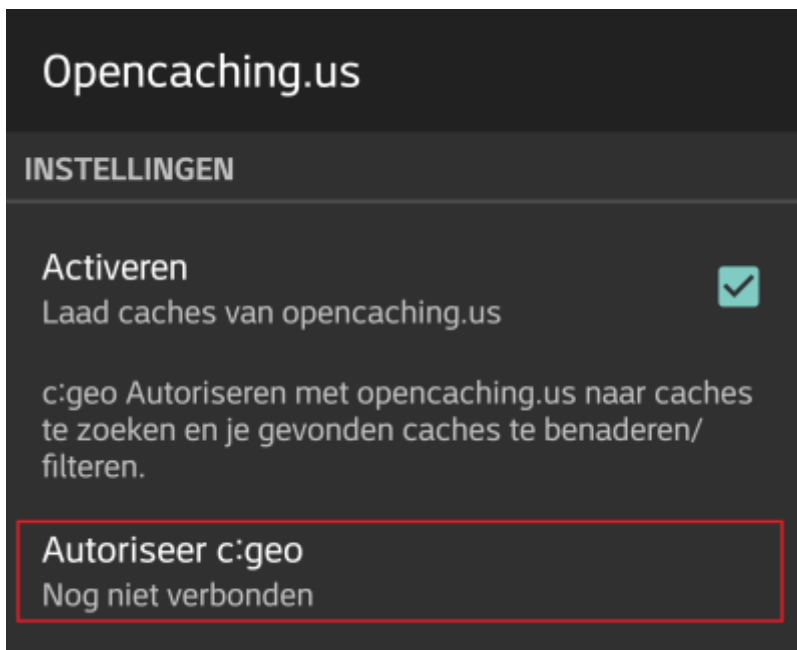 Opencaching.us
INSTELLINGEN
Activeren
Laad caches van opencaching.us
c:geo Autoriseren met opencaching.us naar caches
te zoeken en je gevonden caches te benaderen/
filteren.
Autoriseer c:geo
Nog niet verbonden